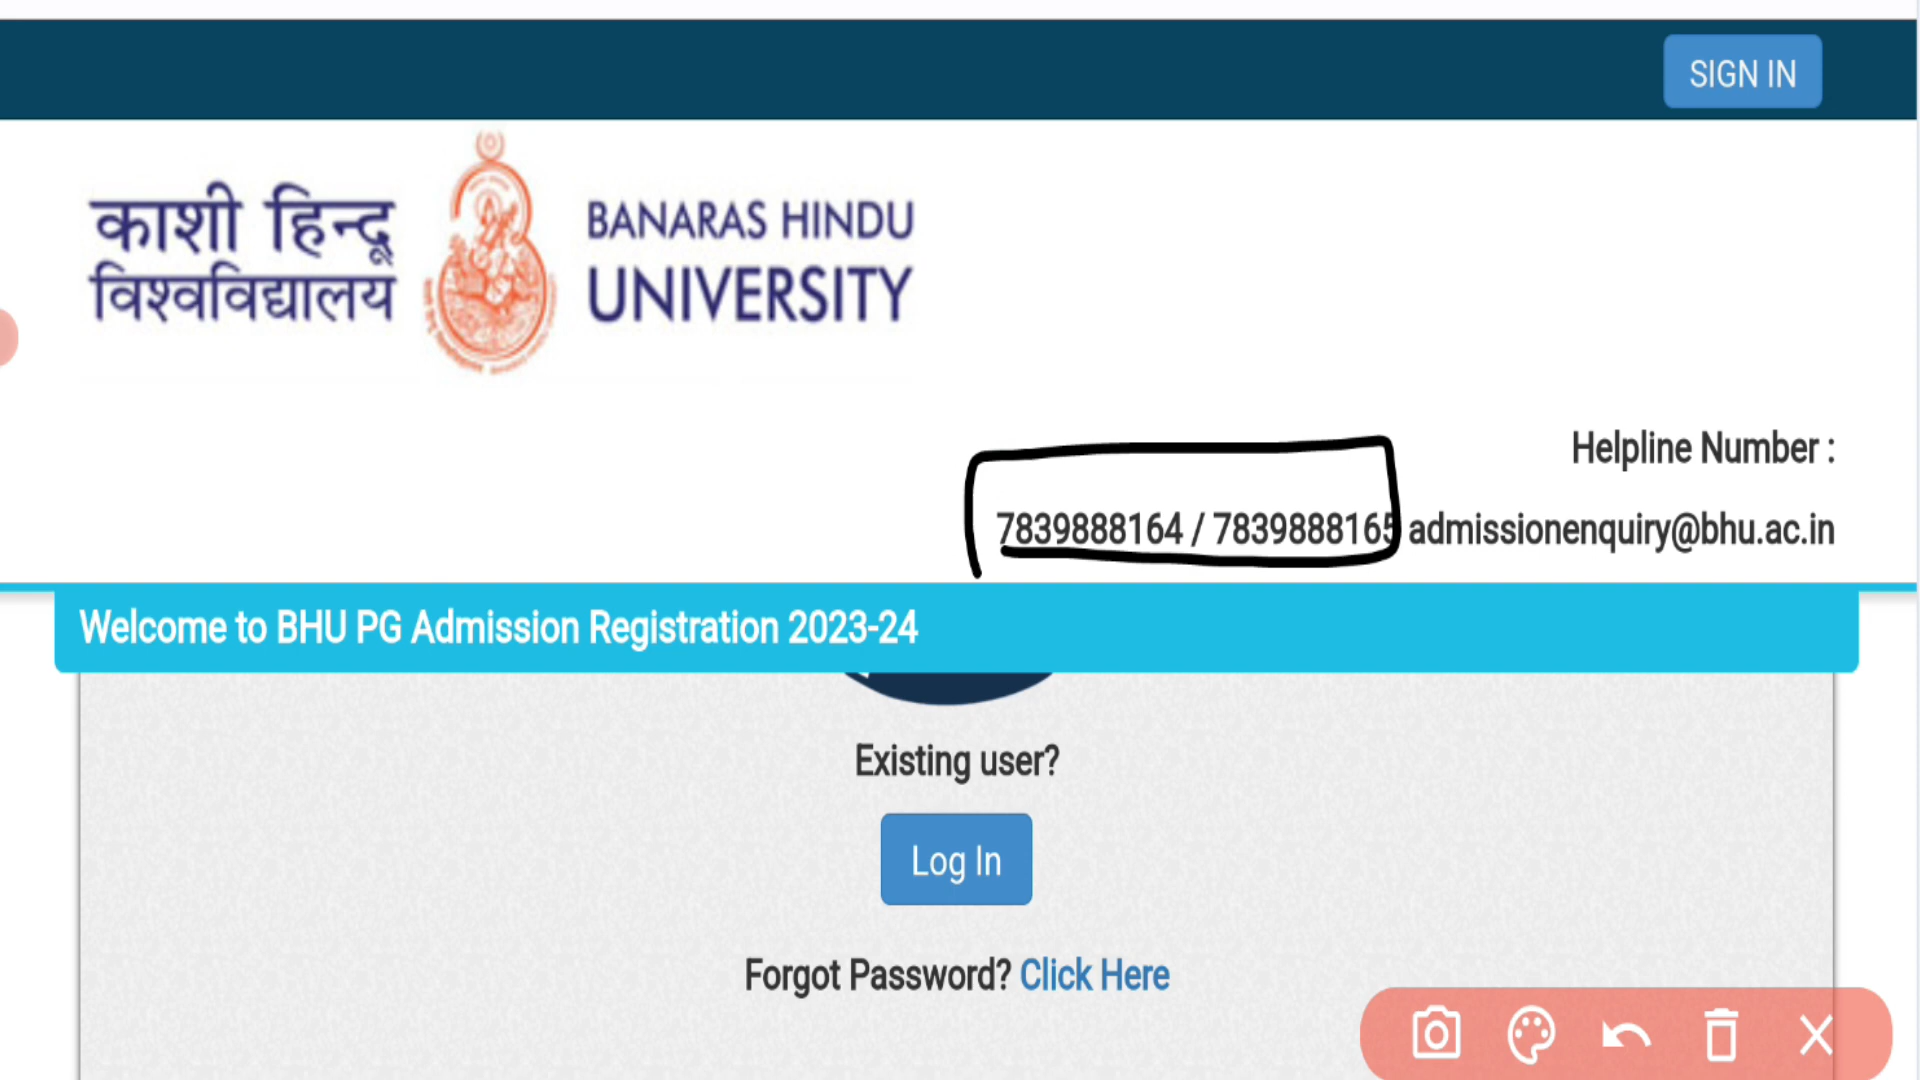 SIGN IN
काशी हिन्दू
विश्वविद्यालय
BANARAS HINDU
UNIVERSITY
Helpline Number :
7839888164 / 7839888165 admissionenquiry@bhu.ac.in
Welcome to BHU PG Admission Registration 2023-24
Existing user?
Log In
Forgot Password? Click Here